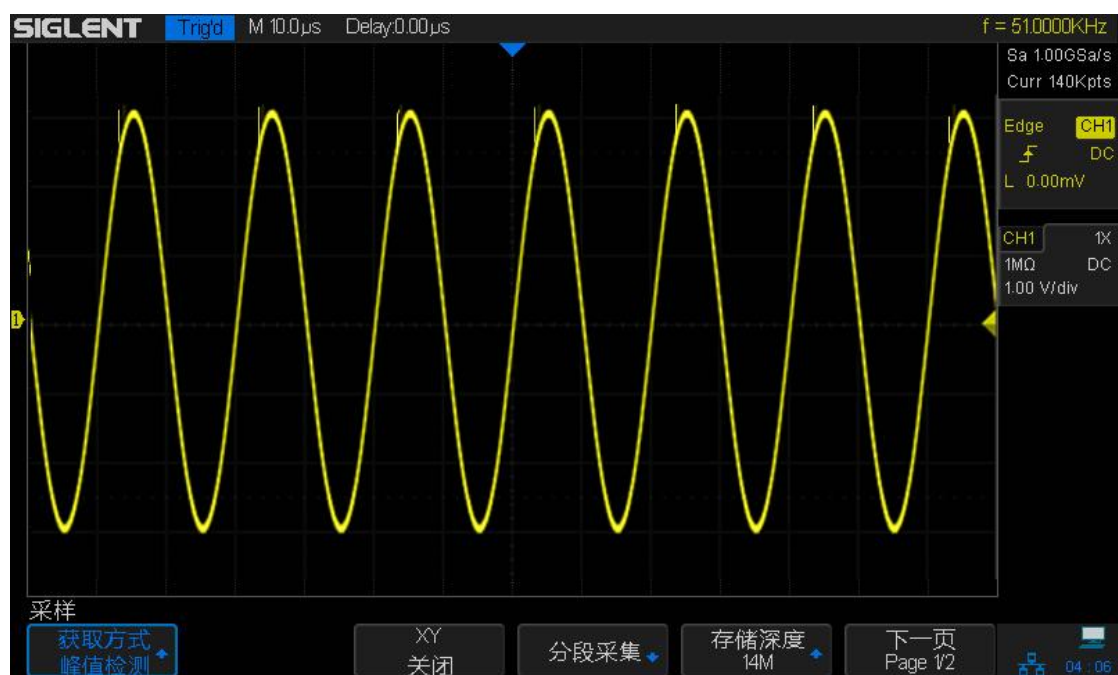 SIGLENT Trig'd M 10.0µs Delay:0.00µs f = 51.0000KHz
Sa 1.00GSa/s
Curr 140Kpts
Edge CH1
DC
L 0.00mV
CH1 1X
1MΩ DC
1.00 V/div
1
采样
获取方式
峰值检测
XY
关闭
分段采集
存储深度
14M
下一页
Page 1/2
04 : 06